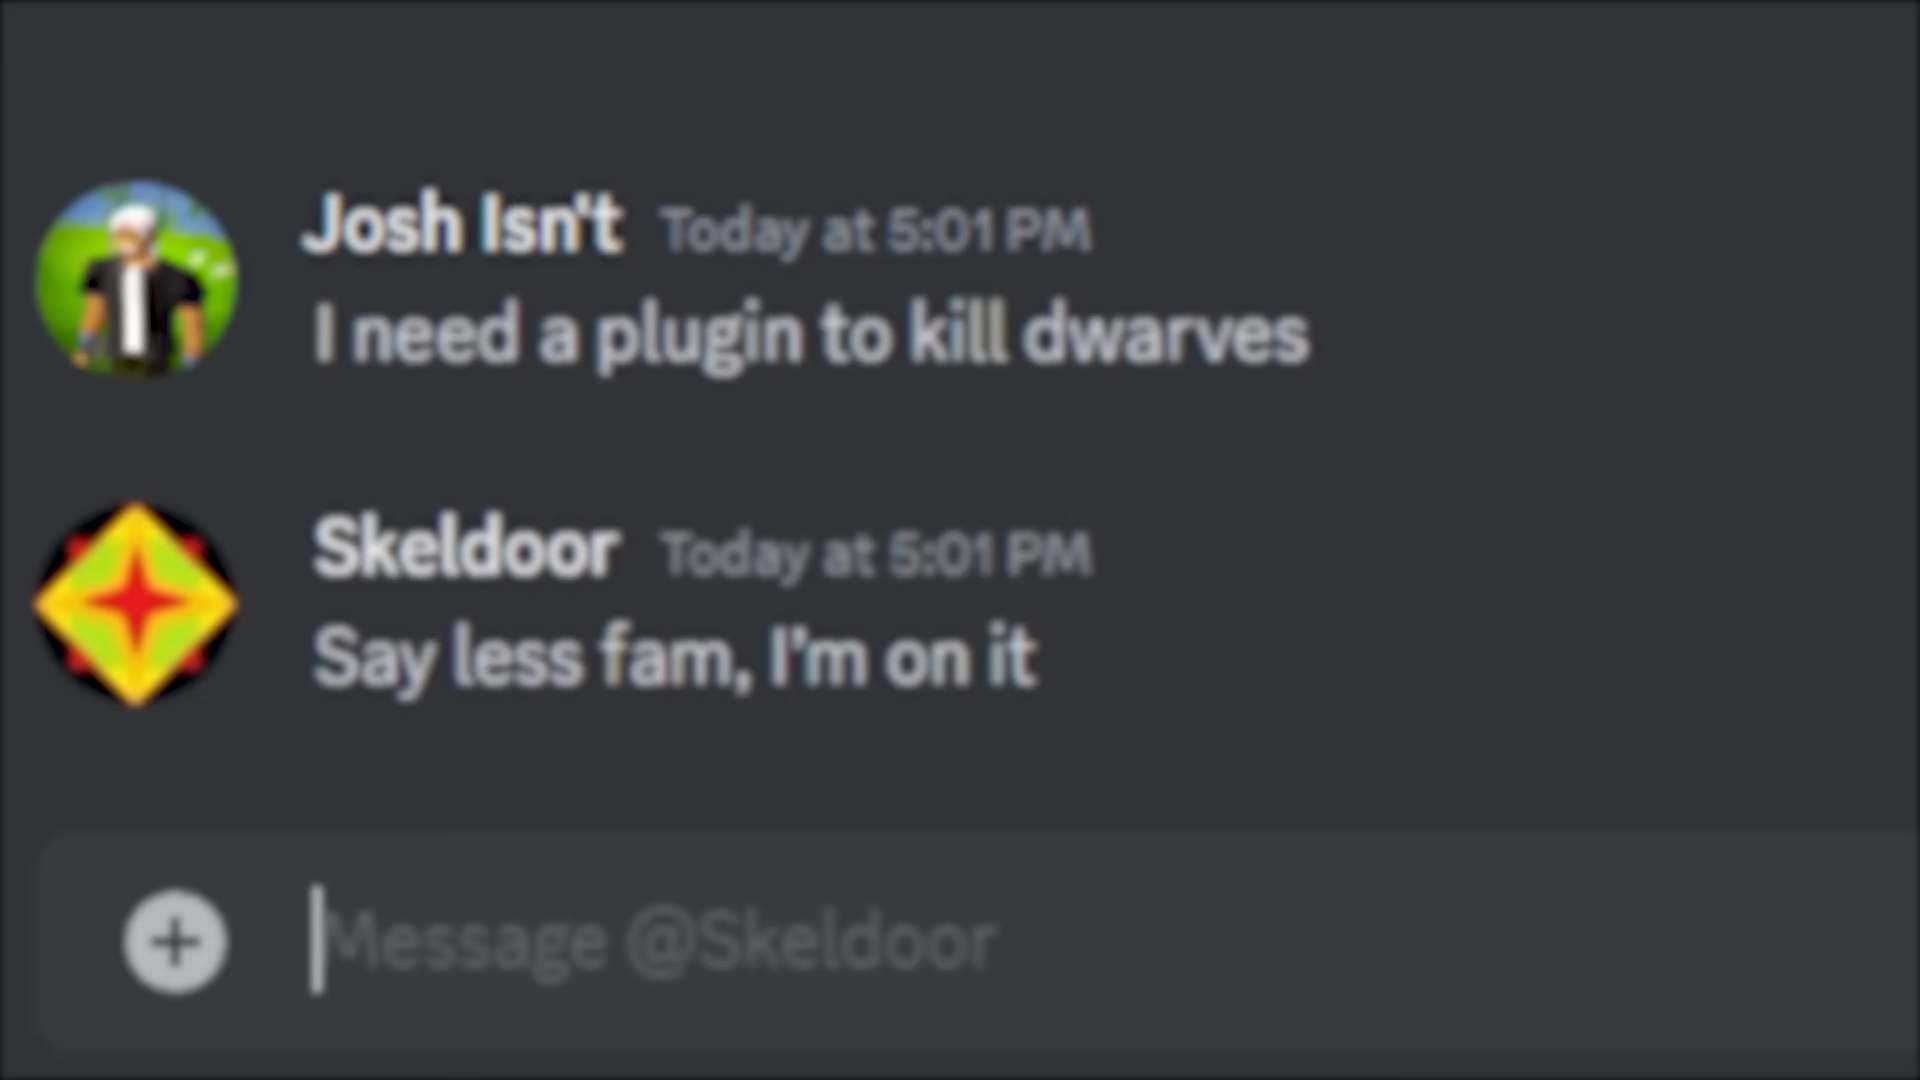 Josh Isn't Today at 5:01 PM
I need a plugin to kill dwarves
Skeldoor Today at 5:01 PM
Say less fam, I'm on it
Message @Skeldoor